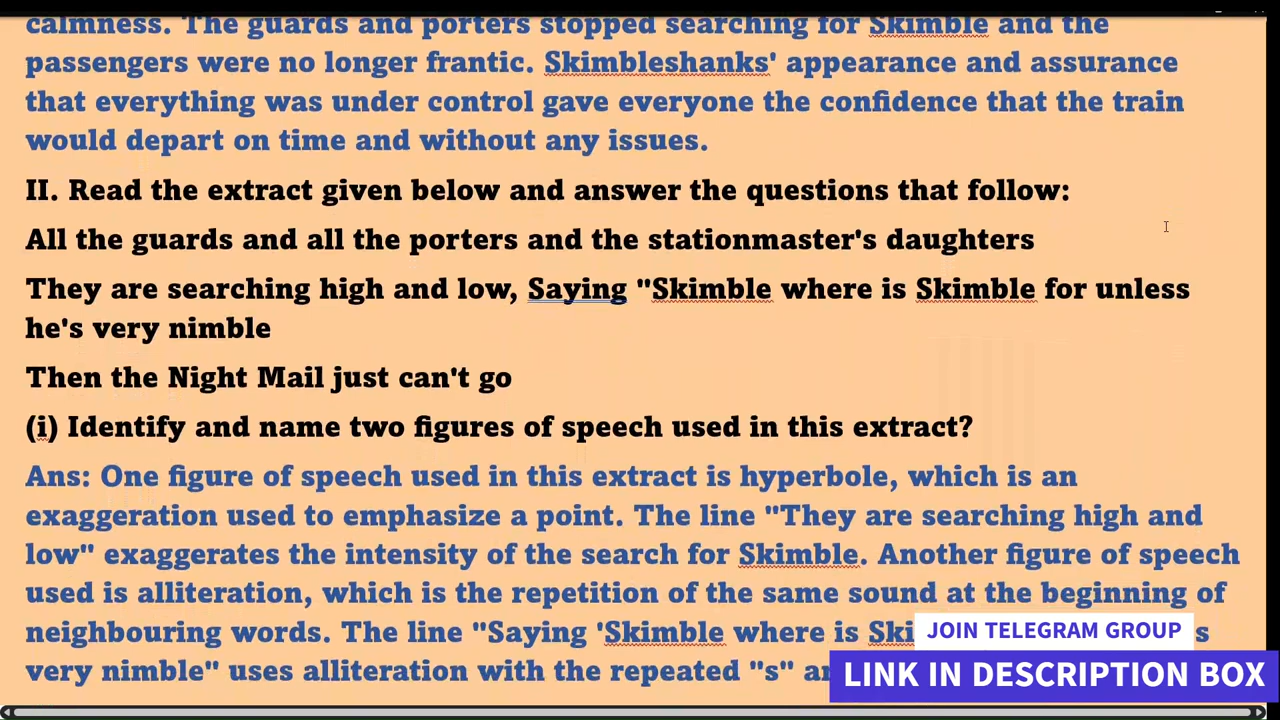 calmness. The guards and porters stopped searching for Skimble and the
passengers were no longer frantic. Skimbleshanks' appearance and assurance
that everything was under control gave everyone the confidence that the train
would depart on time and without any issues.
II. Read the extract given below and answer the questions that follow:
All the guards and all the porters and the stationmaster's daughters
They are searching high and low, Saying "Skimble where is Skimble for unless
he's very nimble
Then the Night Mail just can't go
(i) Identify and name two figures of speech used in this extract?
Ans: One figure of speech used in this extract is hyperbole, which is an
exaggeration used to emphasize a point. The line "They are searching high and
low" exaggerates the intensity of the search for Skimble. Another figure of speech
used is alliteration, which is the repetition of the same sound at the beginning of
neighbouring words. The line "Saying 'Skimble where is
very nimble" uses alliteration with the repeated "s"
JOIN TELEGRAM GROUP
LINK IN DESCRIPTION BOX